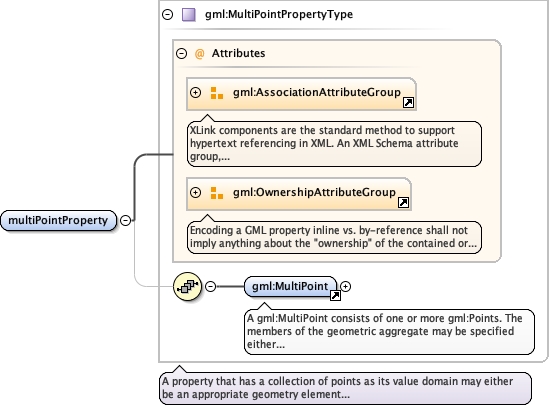 gml:MultiPointPropertyType
@ Attributes
gml:AssociationAttributeGroup
XLink components are the standard method to support
hypertext referencing in XML. An XML Schema attribute
group,...
gml:OwnershipAttributeGroup
Encoding a GML property inline vs. by-reference shall not
imply anything about the "ownership" of the contained or...
multiPointProperty
gml:MultiPoint
A gml:MultiPoint consists of one or more gml:Points. The
members of the geometric aggregate may be specified
either...
A property that has a collection of points as its value domain may either
be an appropriate geometry element...